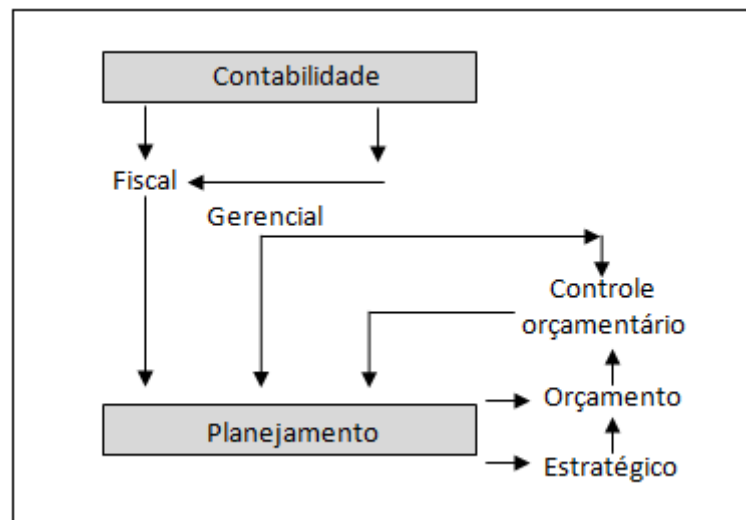 Contabilidade
Fiscal
Gerencial
Controle
orçamentário
Orçamento
Planejamento
Estratégico